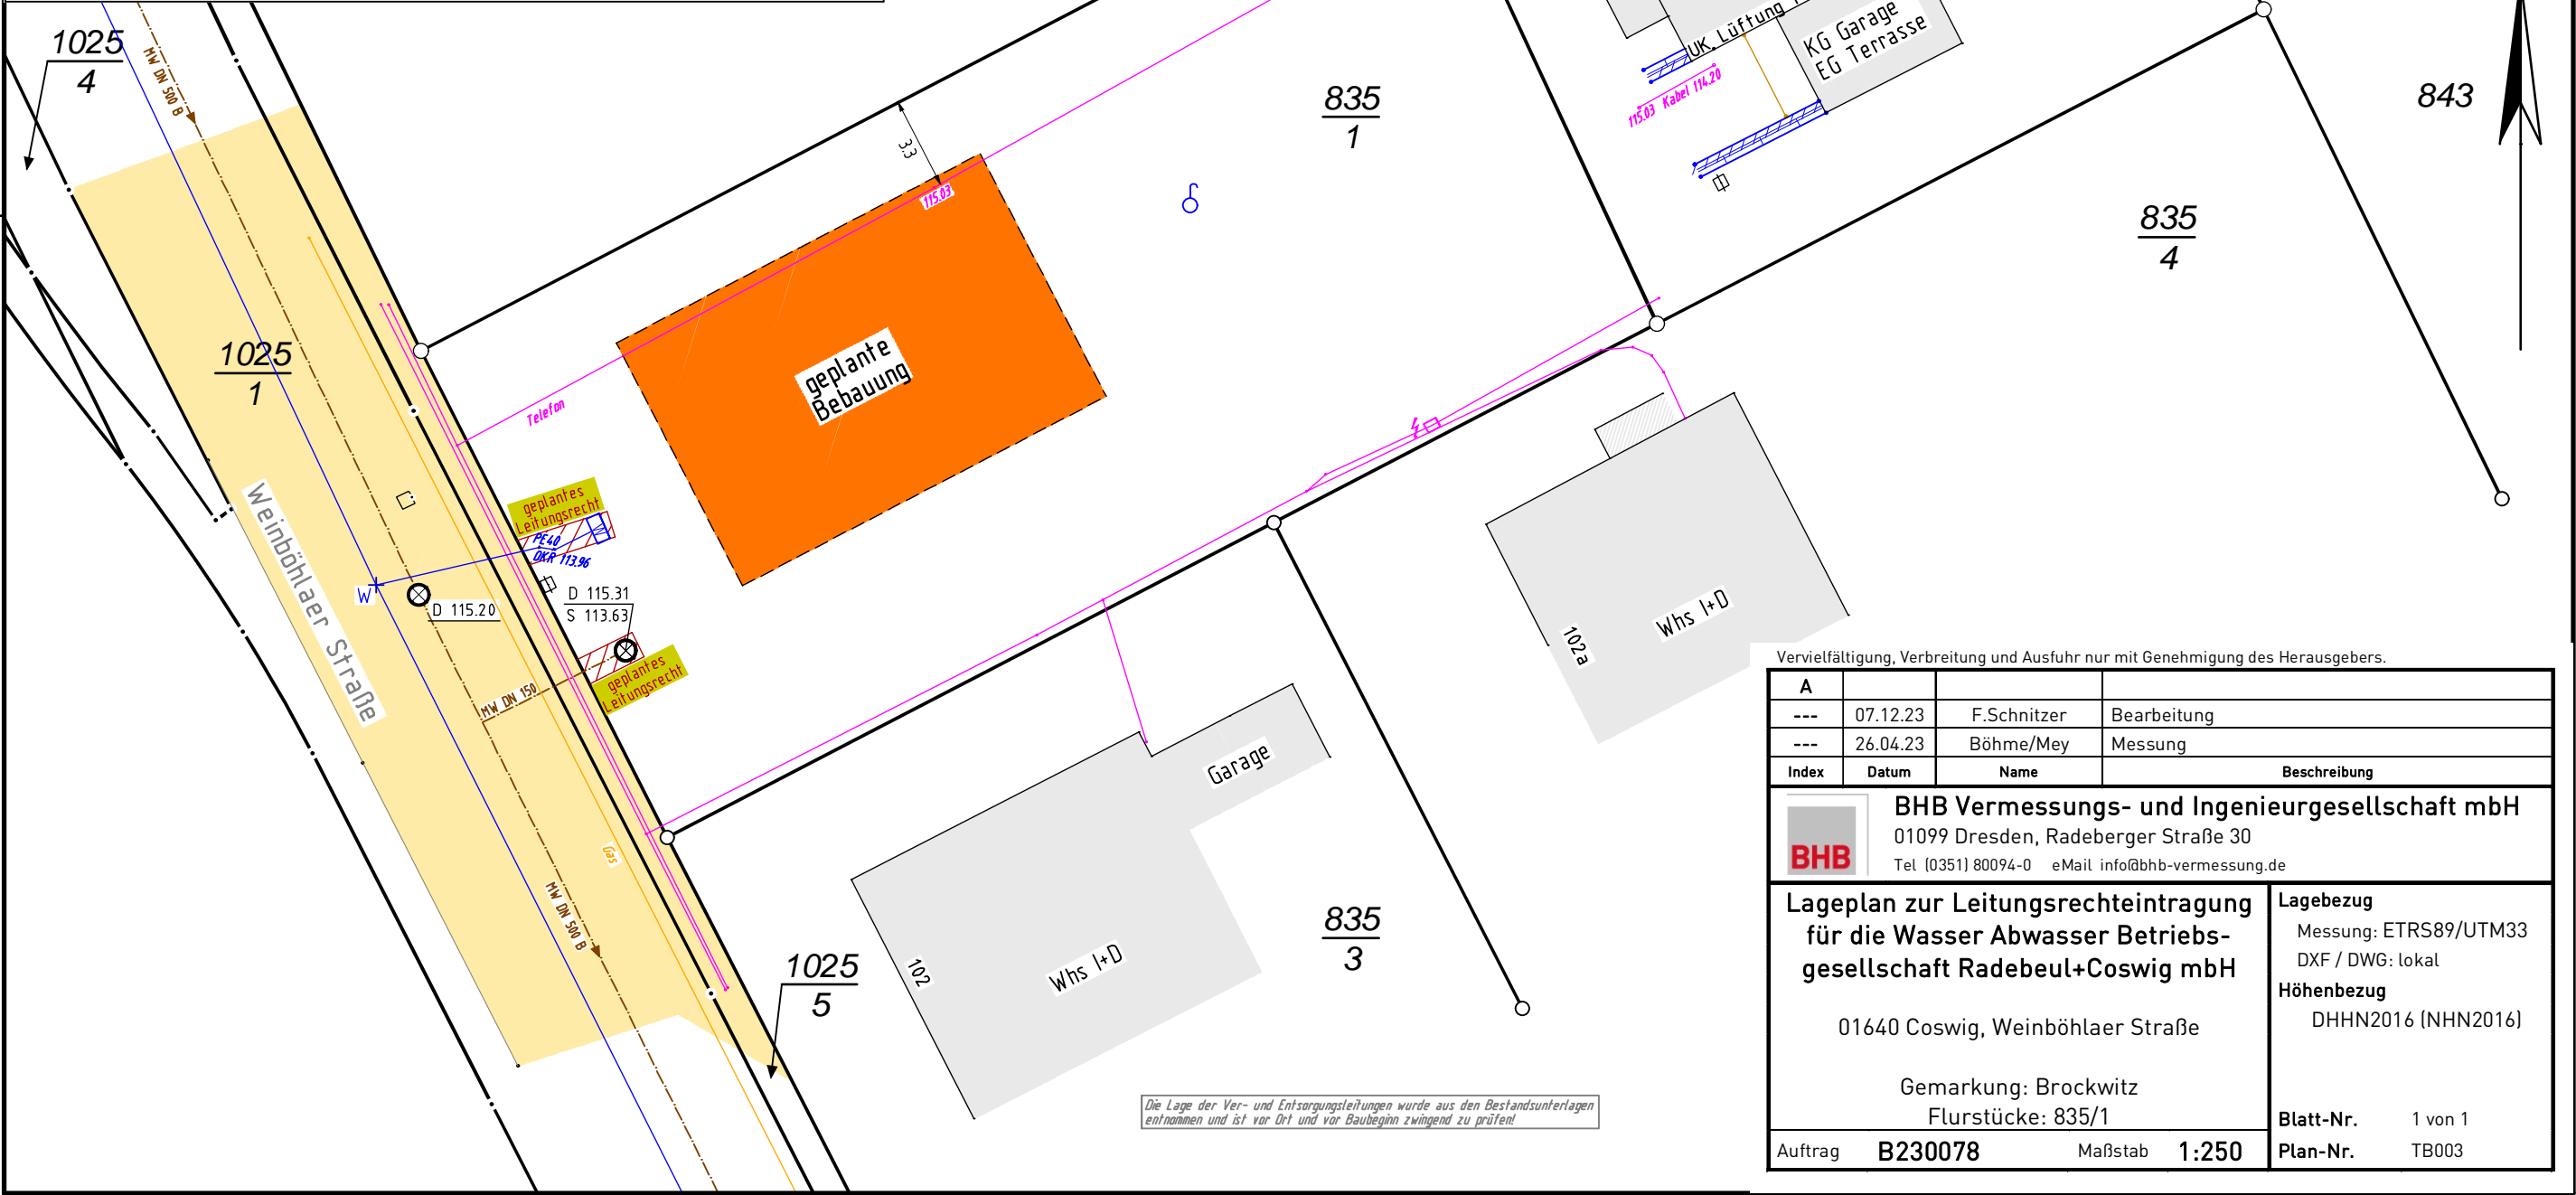 1025
4
MW DN 500 B
3.3
115.03
835
1
UK. Lüftung
KG Garage
EG Terrasse
115.03 Kabel 114.20
843
835
4
1025
1
Telefon
geplante
Bebauung
Weinböhlaer Straße
geplantes
Leitungsrecht
PE40
OKR 113.96
W
D 115.20
D 115.31
S 113.63
geplantes
Leitungsrecht
MW DN 150
Gas
MW DN 500 B
1025
5
102
Whs I+D
Garage
835
3
102a
Whs I+D
Die Lage der Ver- und Entsorgungsleitungen wurde aus den Bestandsunterlagen
entnommen und ist vor Ort und vor Baubeginn zwingend zu prüfen!
Vervielfältigung, Verbreitung und Ausfuhr nur mit Genehmigung des Herausgebers.
A
--- 07.12.23 F.Schnitzer Bearbeitung
--- 26.04.23 Böhme/Mey Messung
Index Datum Name Beschreibung
BHB
BHB Vermessungs- und Ingenieurgesellschaft mbH
01099 Dresden, Radeberger Straße 30
Tel (0351) 80094-0 eMail info@bhb-vermessung.de
Lageplan zur Leitungsrechteintragung
für die Wasser Abwasser Betriebs-
gesellschaft Radebeul+Coswig mbH
01640 Coswig, Weinböhlaer Straße
Gemarkung: Brockwitz
Flurstücke: 835/1
Auftrag B230078 Maßstab 1:250
Lagebezug
Messung: ETRS89/UTM33
DXF / DWG: lokal
Höhenbezug
DHHN2016 (NHN2016)
Blatt-Nr. 1 von 1
Plan-Nr. TB003